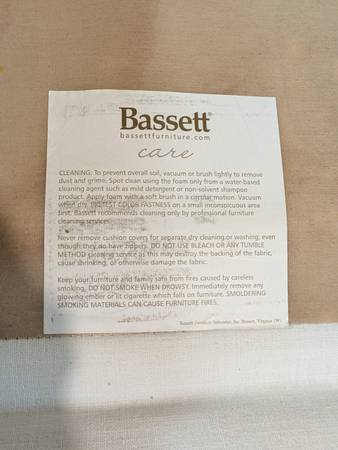 Bassett®
bassettfurniture.com
care
CLEANING: To prevent overall soil, vacuum or brush lightly to remove
dust and grime. Spot clean using the foam only from a water-based
cleaning agent such as mild detergent or non-solvent shampoo
product. Apply foam with a soft brush in a circular motion. Vacuum
when dry. PRETEST COLOR FASTNESS on a small inconspicuous area
first. Bassett recommends cleaning only by professional furniture
cleaning services.
Never remove cushion covers for separate dry cleaning or washing, even
though they do have zippers. DO NOT USE BLEACH OR ANY TUMBLE
METHOD cleaning service as this may destroy the backing of the fabric,
cause shrinking, or otherwise damage the fabric.
Keep your furniture and family safe from fires caused by careless
smoking. DO NOT SMOKE WHEN DROWSY. Immediately remove any
glowing ember or lit cigarette which falls on furniture. SMOLDERING
SMOKING MATERIALS CAN CAUSE FURNITURE FIRES.
Bassett Furniture Industries, Inc. Bassett, Virginia